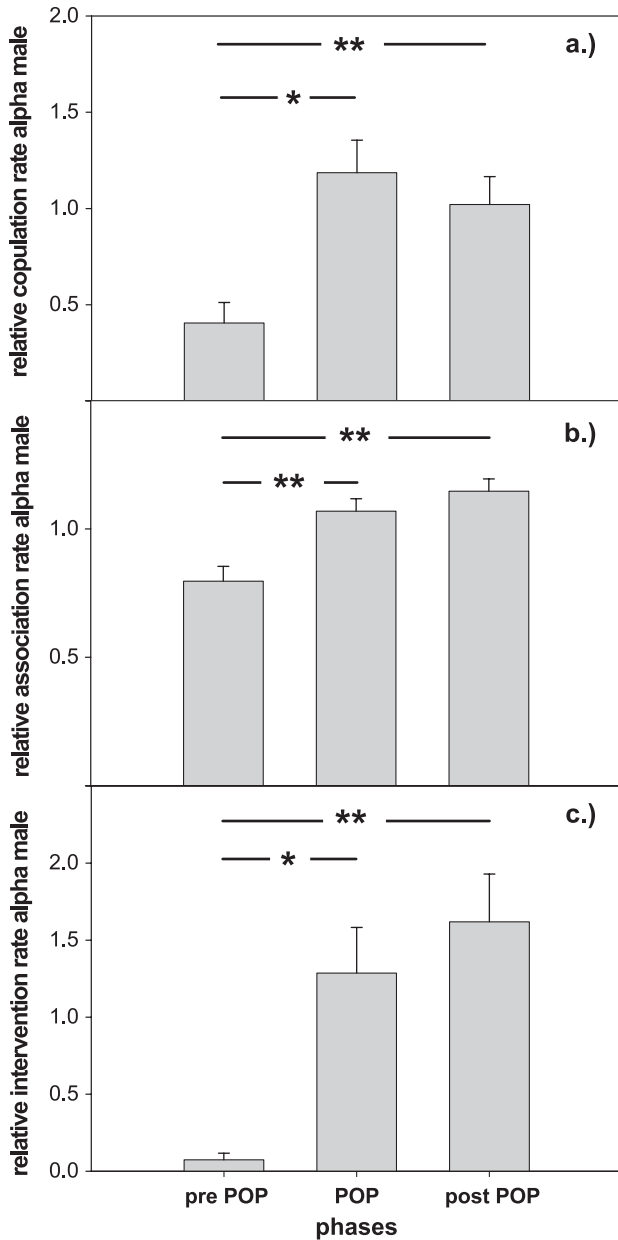 2.0
a.)
**
*
1.5
1.0
0.5
relative copulation rate alpha male
b.)
**
**
1.0
0.5
relative association rate alpha male
c.)
**
2.0
*
1.5
1.0
0.5
0.0
relative intervention rate alpha male
pre POP POP post POP
phases